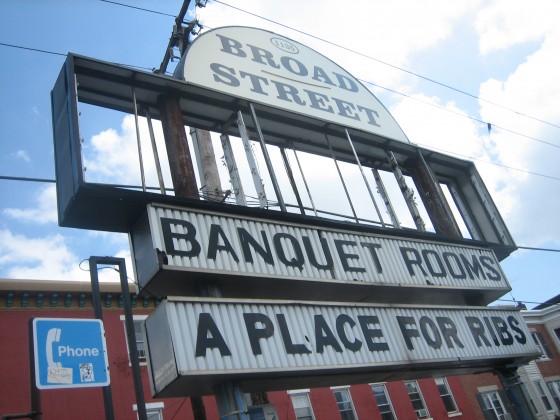 BROAD
STREET
BANQUET ROOMS
A PLACE FOR RIBS
Phone